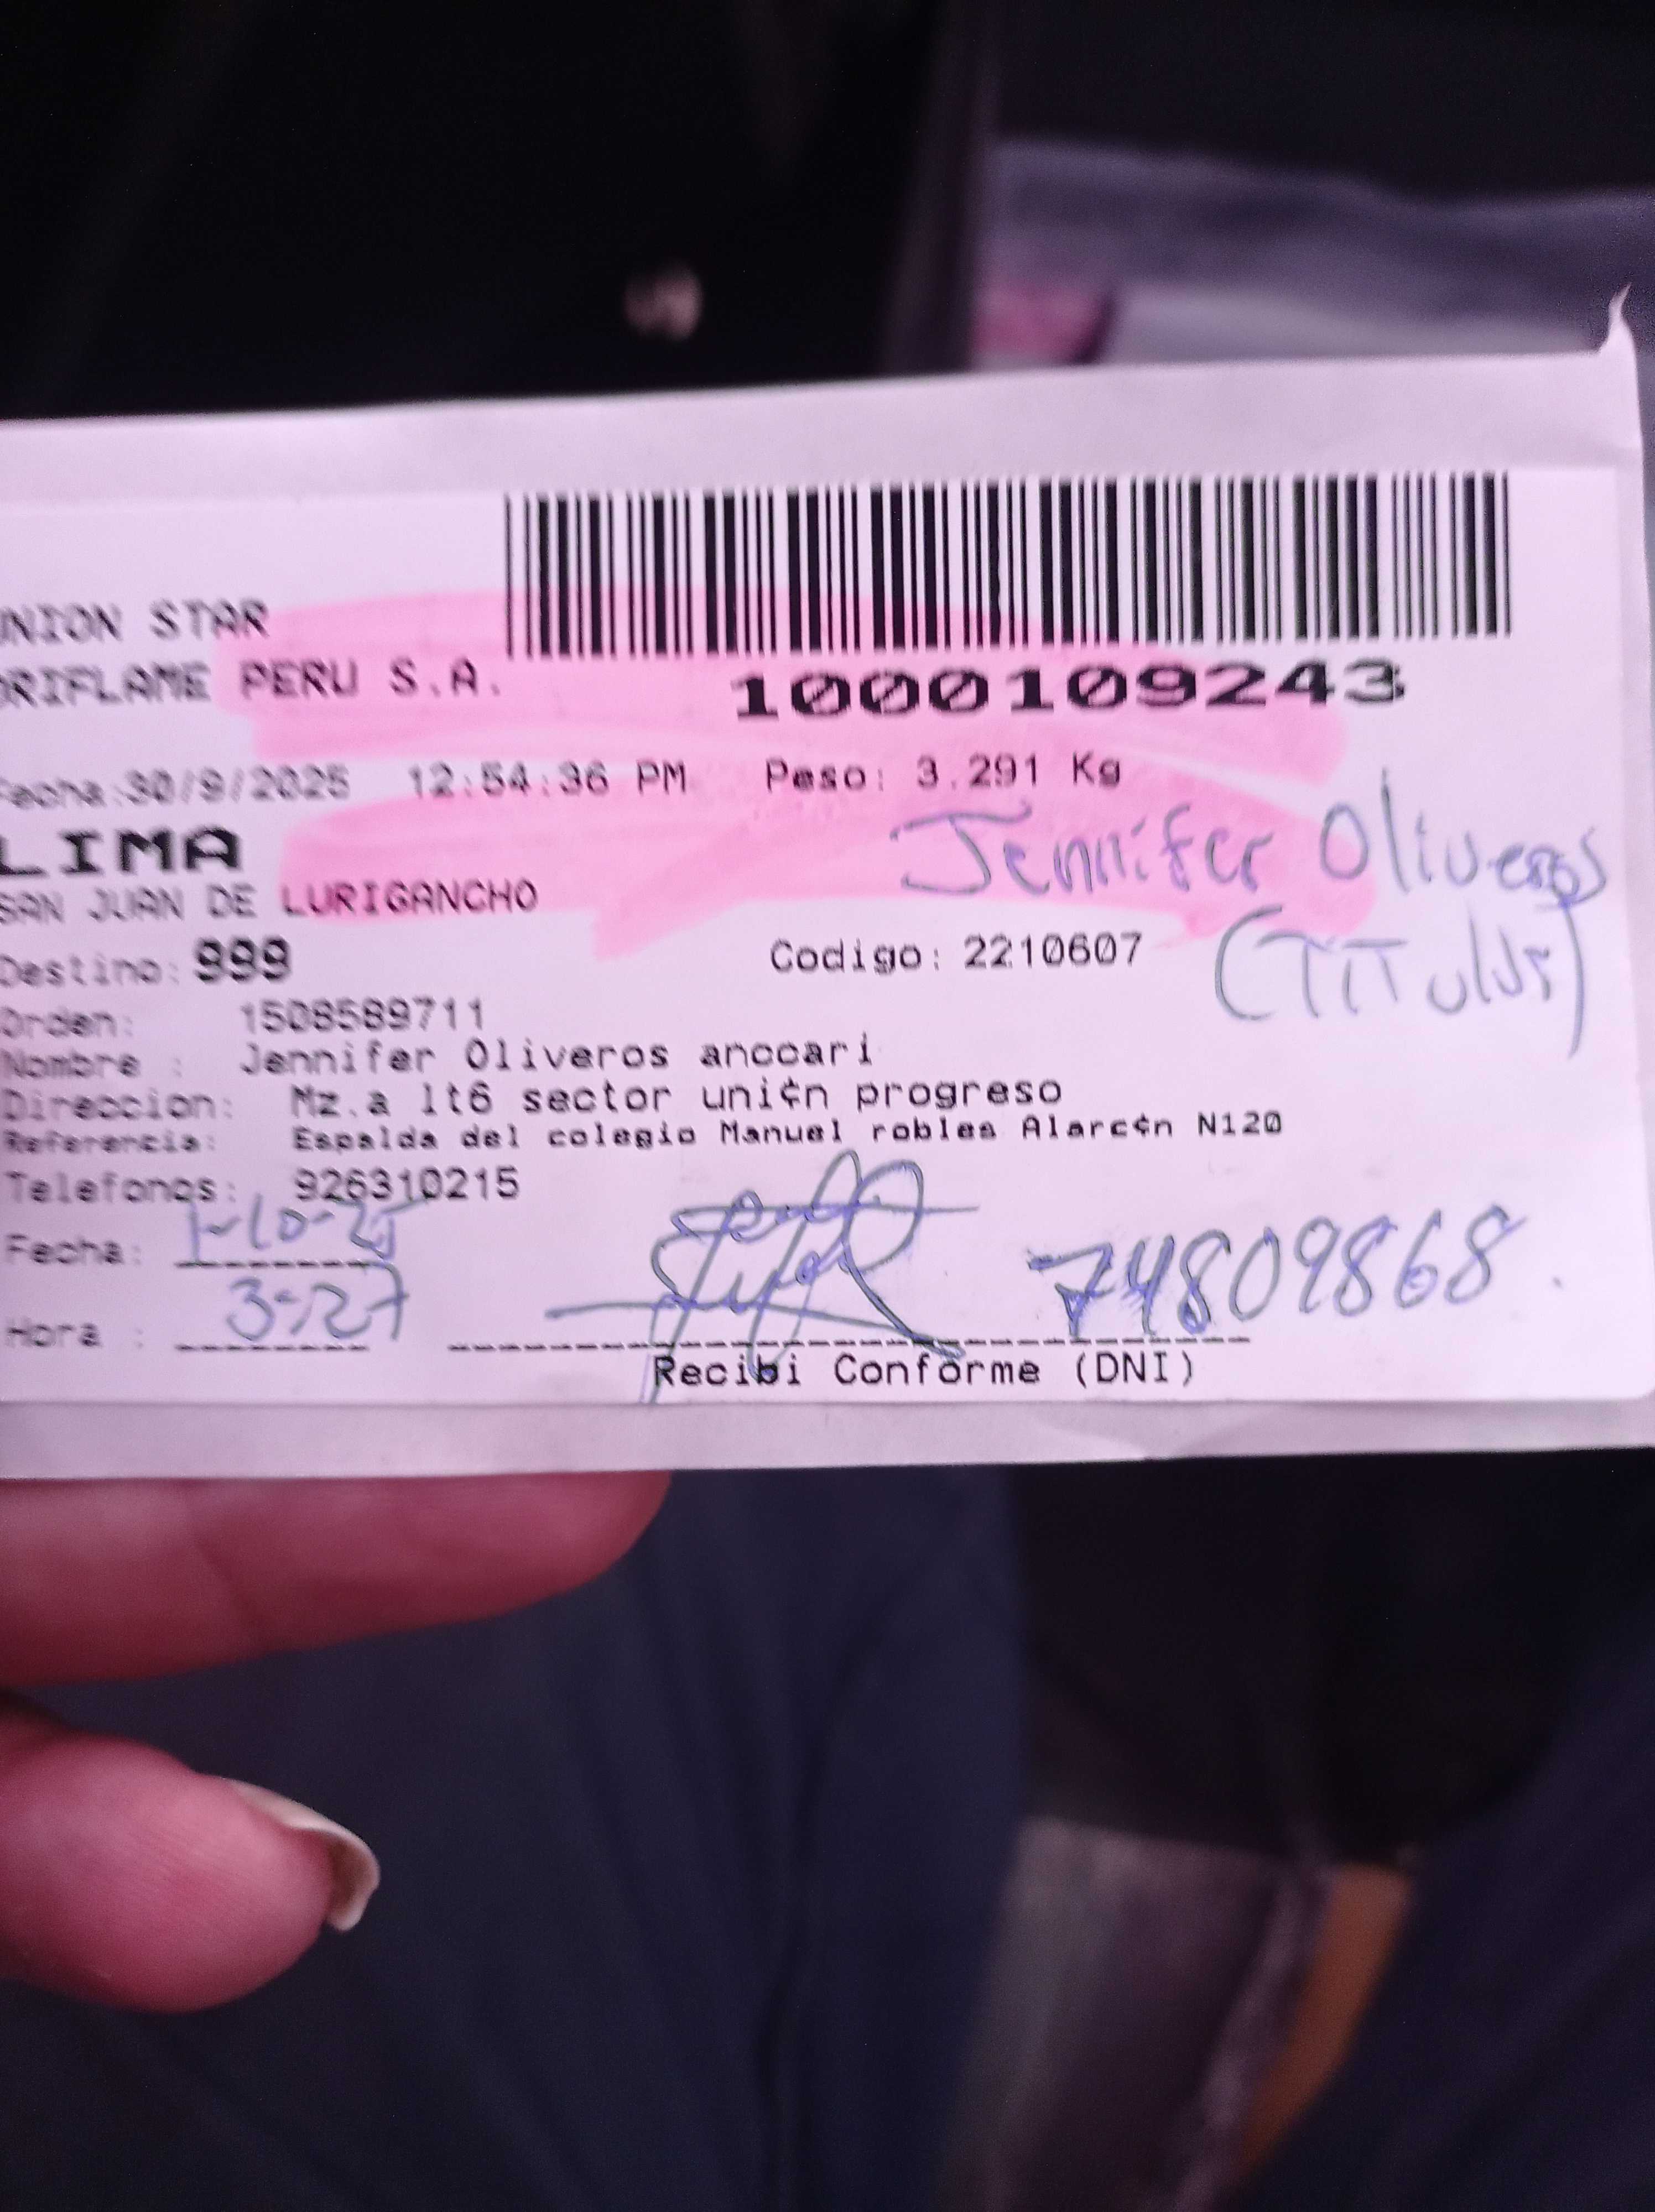 UNION STAR
ORIFLAME PERU S.A.
1000109243
Fecha:30/9/2025 12:54:36 PM Peso: 3.291 Kg
LIMA
Jennifer Oliveros
SAN JUAN DE LURIGANCHO
(TITular)
Destino: 999 Codigo: 2210607
Orden: 1508589711
Nombre : Jennifer Oliveros anccari
Direccion: Mz.a lt6 sector uni¢n progreso
Referencia: Espalda del colegio Manuel robles Alarc¢n N120
Telefonos: 926310215
Fecha: 1-10-25
74809868
Hora : 3:27
Recibi Conforme (DNI)